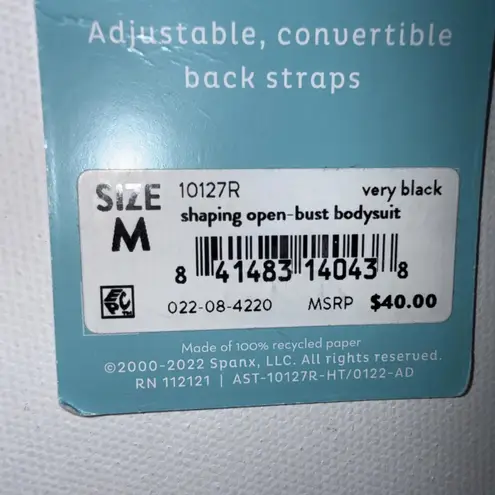 Adjustable, convertible
back straps
SIZE
M
10127R very black
shaping open-bust bodysuit
8 41483 14043 8
EPC
022-08-4220 MSRP $40.00
Made of 100% recycled paper
©2000-2022 Spanx, LLC. All rights reserved.
RN 112121 | AST-10127R-HT/0122-AD